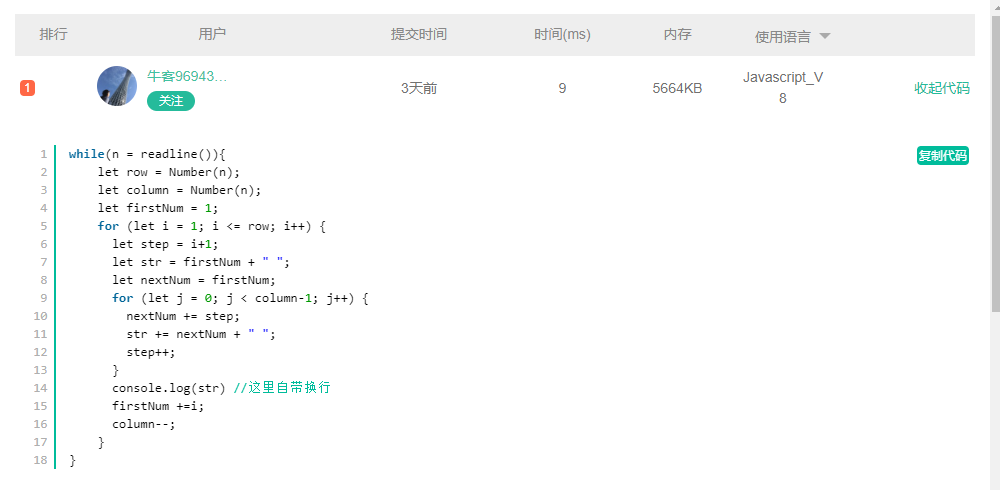 排行 用户 提交时间 时间(ms) 内存 使用语言
1 牛客96943... 关注 3天前 9 5664KB Javascript_V8 收起代码
复制代码
1 while(n = readline()){
2     let row = Number(n);
3     let column = Number(n);
4     let firstNum = 1;
5     for (let i = 1; i <= row; i++) {
6       let step = i+1;
7       let str = firstNum + " ";
8       let nextNum = firstNum;
9       for (let j = 0; j < column-1; j++) {
10         nextNum += step;
11         str += nextNum + " ";
12         step++;
13       }
14       console.log(str) //这里自带换行
15       firstNum +=i;
16       column--;
17     }
18 }